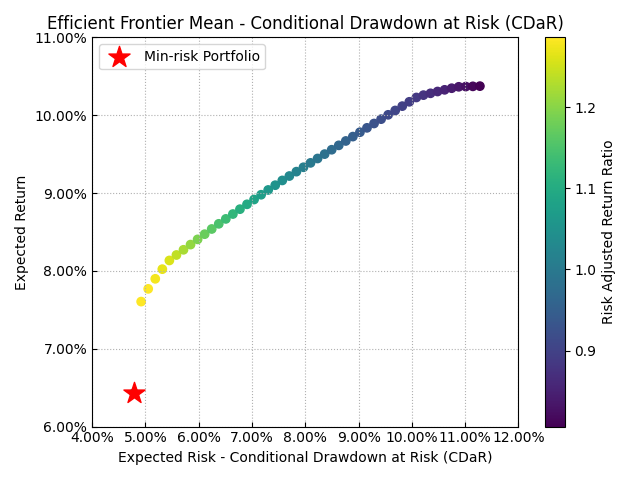 Efficient Frontier Mean - Conditional Drawdown at Risk (CDaR)
11.00%
10.00%
9.00%
8.00%
7.00%
6.00%
Expected Return
Min-risk Portfolio
4.00% 5.00% 6.00% 7.00% 8.00% 9.00% 10.00% 11.00% 12.00%
Expected Risk - Conditional Drawdown at Risk (CDaR)
1.2
1.1
1.0
0.9
Risk Adjusted Return Ratio